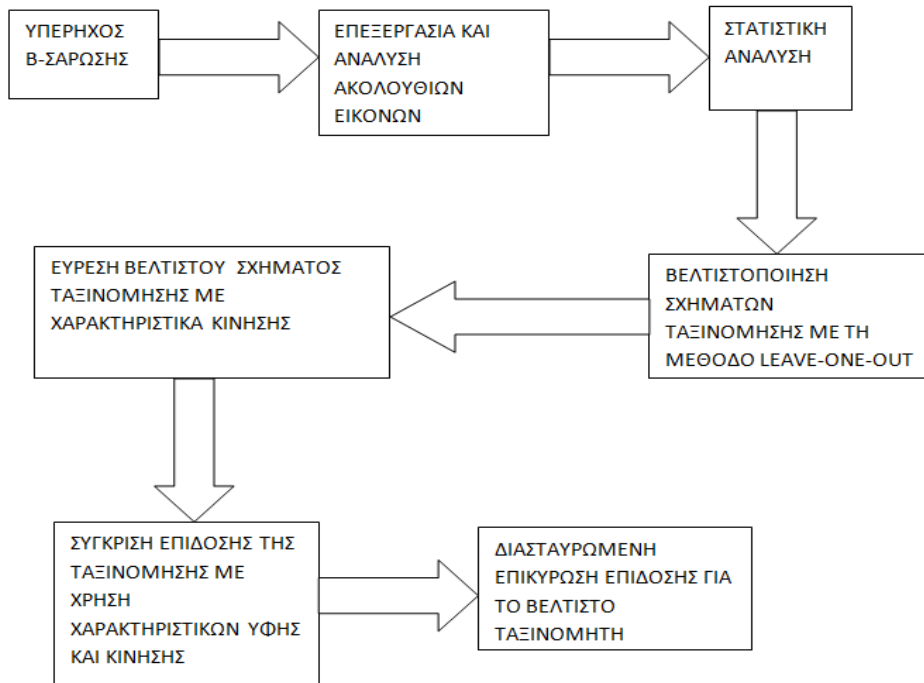 ΥΠΕΡΗΧΟΣ
Β-ΣΑΡΩΣΗΣ
ΕΠΕΞΕΡΓΑΣΙΑ ΚΑΙ
ΑΝΑΛΥΣΗ
ΑΚΟΛΟΥΘΙΩΝ
ΕΙΚΟΝΩΝ
ΣΤΑΤΙΣΤΙΚΗ
ΑΝΑΛΥΣΗ
ΒΕΛΤΙΣΤΟΠΟΙΗΣΗ
ΣΧΗΜΑΤΩΝ
ΤΑΞΙΝΟΜΗΣΗΣ ΜΕ ΤΗ
ΜΕΘΟΔΟ LEAVE-ONE-OUT
ΕΥΡΕΣΗ ΒΕΛΤΙΣΤΟΥ ΣΧΗΜΑΤΟΣ
ΤΑΞΙΝΟΜΗΣΗΣ ΜΕ
ΧΑΡΑΚΤΗΡΙΣΤΙΚΑ ΚΙΝΗΣΗΣ
ΣΥΓΚΡΙΣΗ ΕΠΙΔΟΣΗΣ ΤΗΣ
ΤΑΞΙΝΟΜΗΣΗΣ ΜΕ
ΧΡΗΣΗ
ΧΑΡΑΚΤΗΡΙΣΤΙΚΩΝ ΥΦΗΣ
ΚΑΙ ΚΙΝΗΣΗΣ
ΔΙΑΣΤΑΥΡΩΜΕΝΗ
ΕΠΙΚΥΡΩΣΗ ΕΠΙΔΟΣΗΣ ΓΙΑ
ΤΟ ΒΕΛΤΙΣΤΟ
ΤΑΞΙΝΟΜΗΤΗ